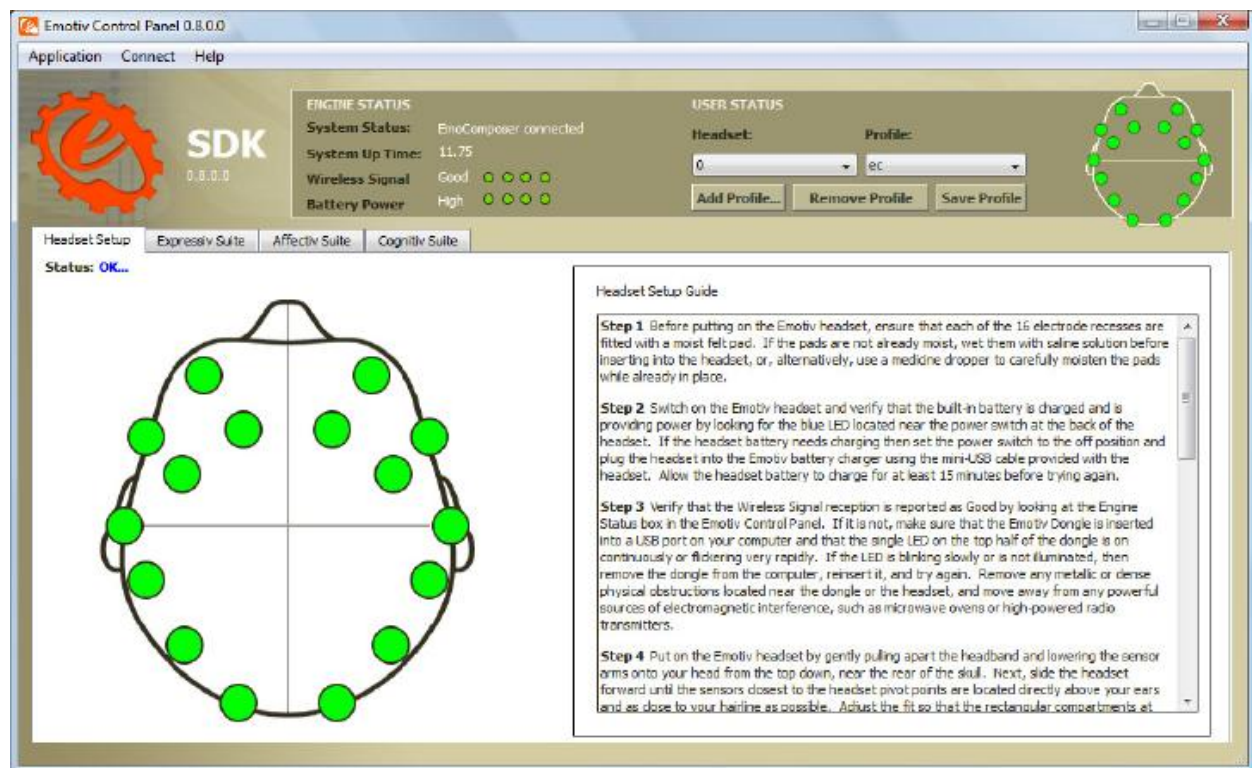 Emotiv Control Panel 0.8.0.0
Application Connect Help
SDK
0.8.0.0
ENGINE STATUS
System Status: EmoComposer connected
System Up Time: 11.75
Wireless Signal Good
Battery Power High
USER STATUS
Headset: Profile:
0 ec
Add Profile... Remove Profile Save Profile
Headset Setup Expressiv Suite Affectiv Suite Cognitiv Suite
Status: OK...
Headset Setup Guide
Step 1 Before putting on the Emotiv headset, ensure that each of the 16 electrode recesses are
fitted with a moist felt pad. If the pads are not already moist, wet them with saline solution before
inserting into the headset, or, alternatively, use a medicine dropper to carefully moisten the pads
while already in place.
Step 2 Switch on the Emotiv headset and verify that the built-in battery is charged and is
providing power by looking for the blue LED located near the power switch at the back of the
headset. If the headset battery needs charging then set the power switch to the off position and
plug the headset into the Emotiv battery charger using the mini-USB cable provided with the
headset. Allow the headset battery to charge for at least 15 minutes before trying again.
Step 3 Verify that the Wireless Signal reception is reported as Good by looking at the Engine
Status box in the Emotiv Control Panel. If it is not, make sure that the Emotiv Dongle is inserted
into a USB port on your computer and that the single LED on the top half of the dongle is on
continuously or flickering very rapidly. If the LED is blinking slowly or is not illuminated, then
remove the dongle from the computer, reinsert it, and try again. Remove any metallic or dense
physical obstructions located near the dongle or the headset, and move away from any powerful
sources of electromagnetic interference, such as microwave ovens or high-powered radio
transmitters.
Step 4 Put on the Emotiv headset by gently pulling apart the headband and lowering the sensor
arms onto your head from the top down, near the rear of the skull. Next, slide the headset
forward until the sensors closest to the headset pivot points are located directly above your ears
and as close to your hairline as possible. Adjust the fit so that the rectangular compartments at